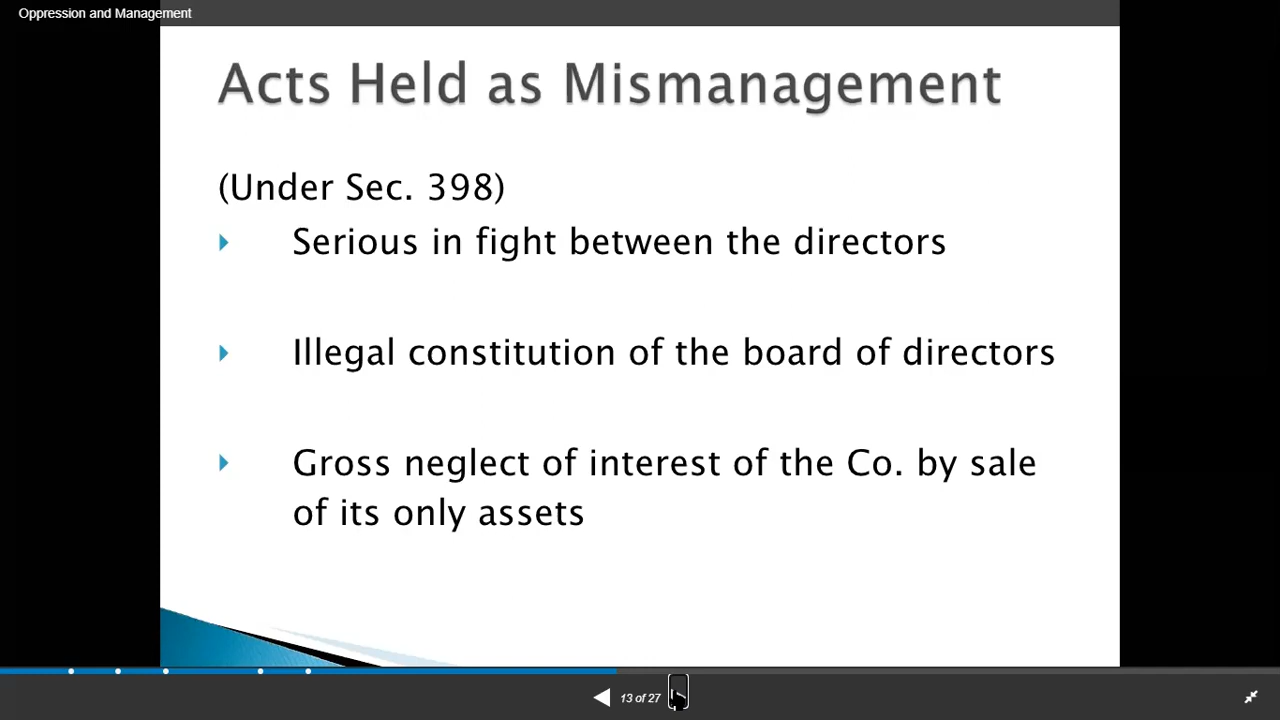 Oppression and Management
Acts Held as Mismanagement
(Under Sec. 398)
Serious in fight between the directors
Illegal constitution of the board of directors
Gross neglect of interest of the Co. by sale
of its only assets
13 of 27